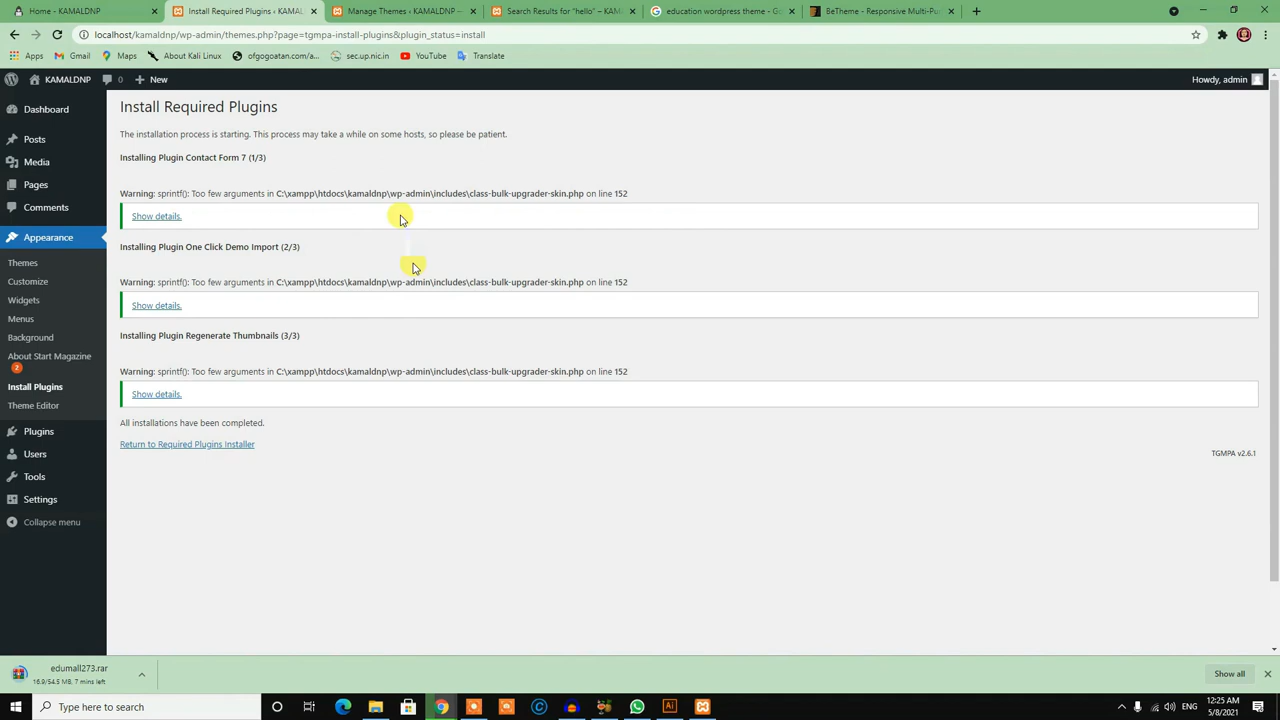 Home - KAMALDNP
Install Required Plugins ‹ KAMALD
Manage Themes ‹ KAMALDNP —
Search Results for “hello” – KAM
education wordpress theme - Goo
BeTheme - Responsive Multi-Pur
localhost/kamaldnp/wp-admin/themes.php?page=tgmpa-install-plugins&plugin_status=install
Apps
Gmail
Maps
About Kali Linux
ofgogoatan.com/a...
sec.up.nic.in
YouTube
Translate
KAMALDNP
0
New
Howdy, admin
Dashboard
Posts
Media
Pages
Comments
Appearance
Themes
Customize
Widgets
Menus
Background
About Start Magazine
2
Install Plugins
Theme Editor
Plugins
Users
Tools
Settings
Collapse menu
Install Required Plugins
The installation process is starting. This process may take a while on some hosts, so please be patient.
Installing Plugin Contact Form 7 (1/3)
Warning: sprintf(): Too few arguments in C:\xampp\htdocs\kamaldnp\wp-admin\includes\class-bulk-upgrader-skin.php on line 152
Show details.
Installing Plugin One Click Demo Import (2/3)
Warning: sprintf(): Too few arguments in C:\xampp\htdocs\kamaldnp\wp-admin\includes\class-bulk-upgrader-skin.php on line 152
Show details.
Installing Plugin Regenerate Thumbnails (3/3)
Warning: sprintf(): Too few arguments in C:\xampp\htdocs\kamaldnp\wp-admin\includes\class-bulk-upgrader-skin.php on line 152
Show details.
All installations have been completed.
Return to Required Plugins Installer
TGMPA v2.6.1
edumall273.rar
16.9/54.5 MB, 7 mins left
Show all
Type here to search
12:25 AM
5/8/2021